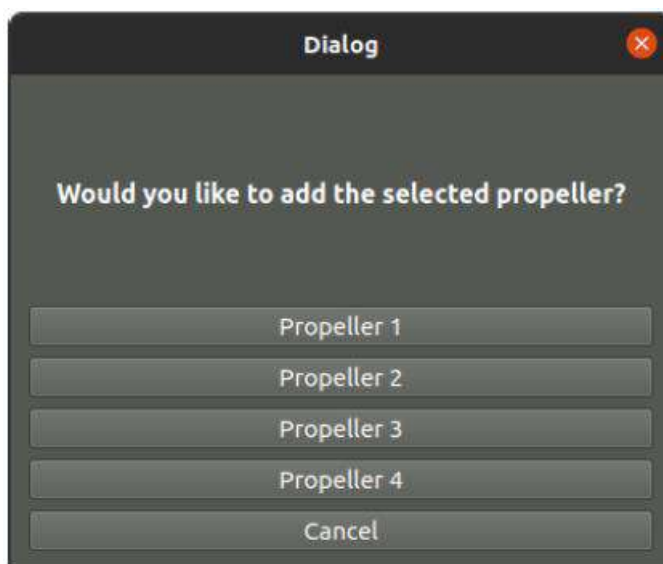 Dialog
Would you like to add the selected propeller?
Propeller 1
Propeller 2
Propeller 3
Propeller 4
Cancel